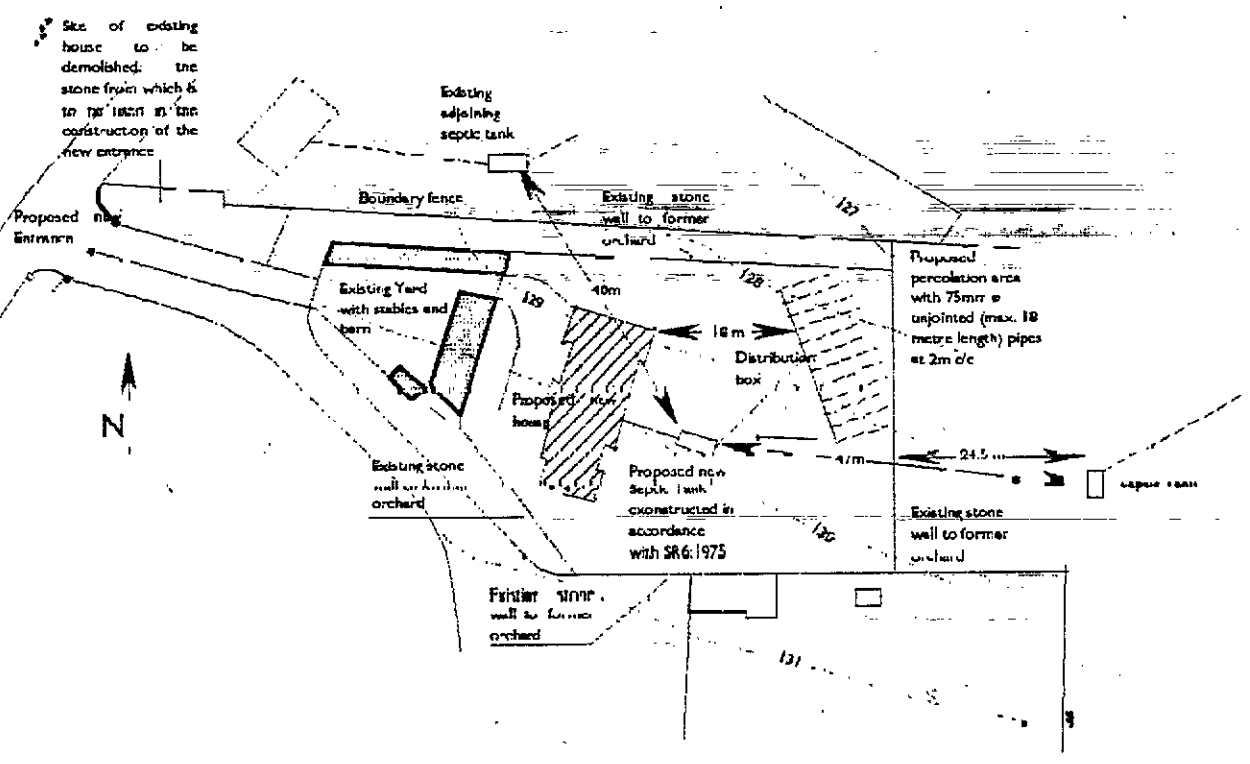 Site of existing
house to be
demolished; the
stone from which is
to be used in the
construction of the
new entrance
Existing
adjoining
septic tank
Boundary fence
Existing stone
wall to former
orchard
127
Proposed new
Entrance
128
Proposed
percolation area
with 75mm ø
unjointed (max. 18
metre length) pipes
at 2m c/c
Existing Yard
with stables and
barn
129
40m
18m
Distribution
box
N
Proposed new
house
47m
24.5 m
Septic Tank
Existing stone
wall to former
orchard
Proposed new
Septic Tank
exonstructed in
accordance
with SR6:1975
130
Existing stone
wall to former
orchard
Existing stone
wall to former
orchard
131